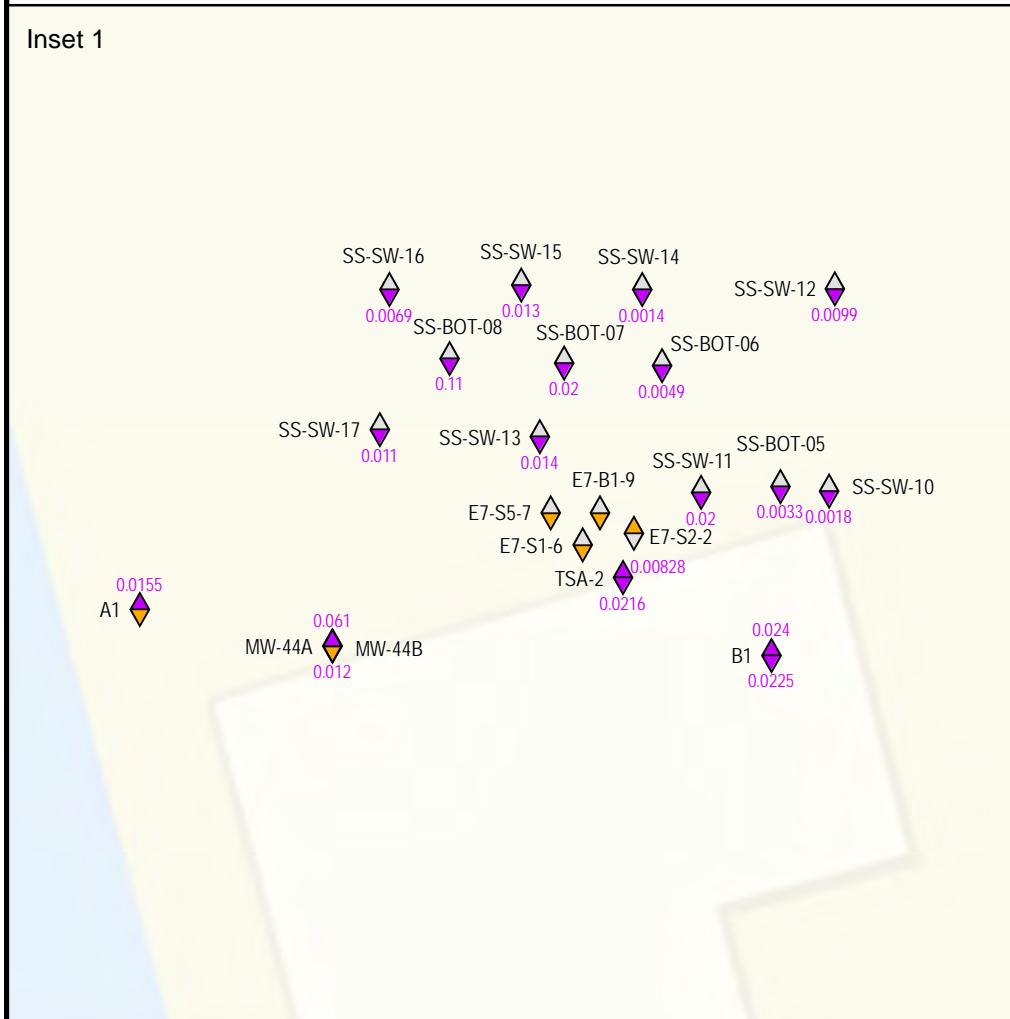 Inset 1
SS-SW-16
SS-SW-15
SS-SW-14
SS-SW-12
0.0069
0.013
0.0014
0.0099
SS-BOT-08
SS-BOT-07
SS-BOT-06
0.11
0.02
0.0049
SS-SW-17
SS-SW-13
0.011
0.014
SS-BOT-05
SS-SW-11
SS-SW-10
0.02
0.0033
0.0018
E7-B1-9
E7-S5-7
E7-S1-6
E7-S2-2
0.00828
TSA-2
0.0216
0.0155
A1
0.061
MW-44A
MW-44B
0.012
0.024
B1
0.0225